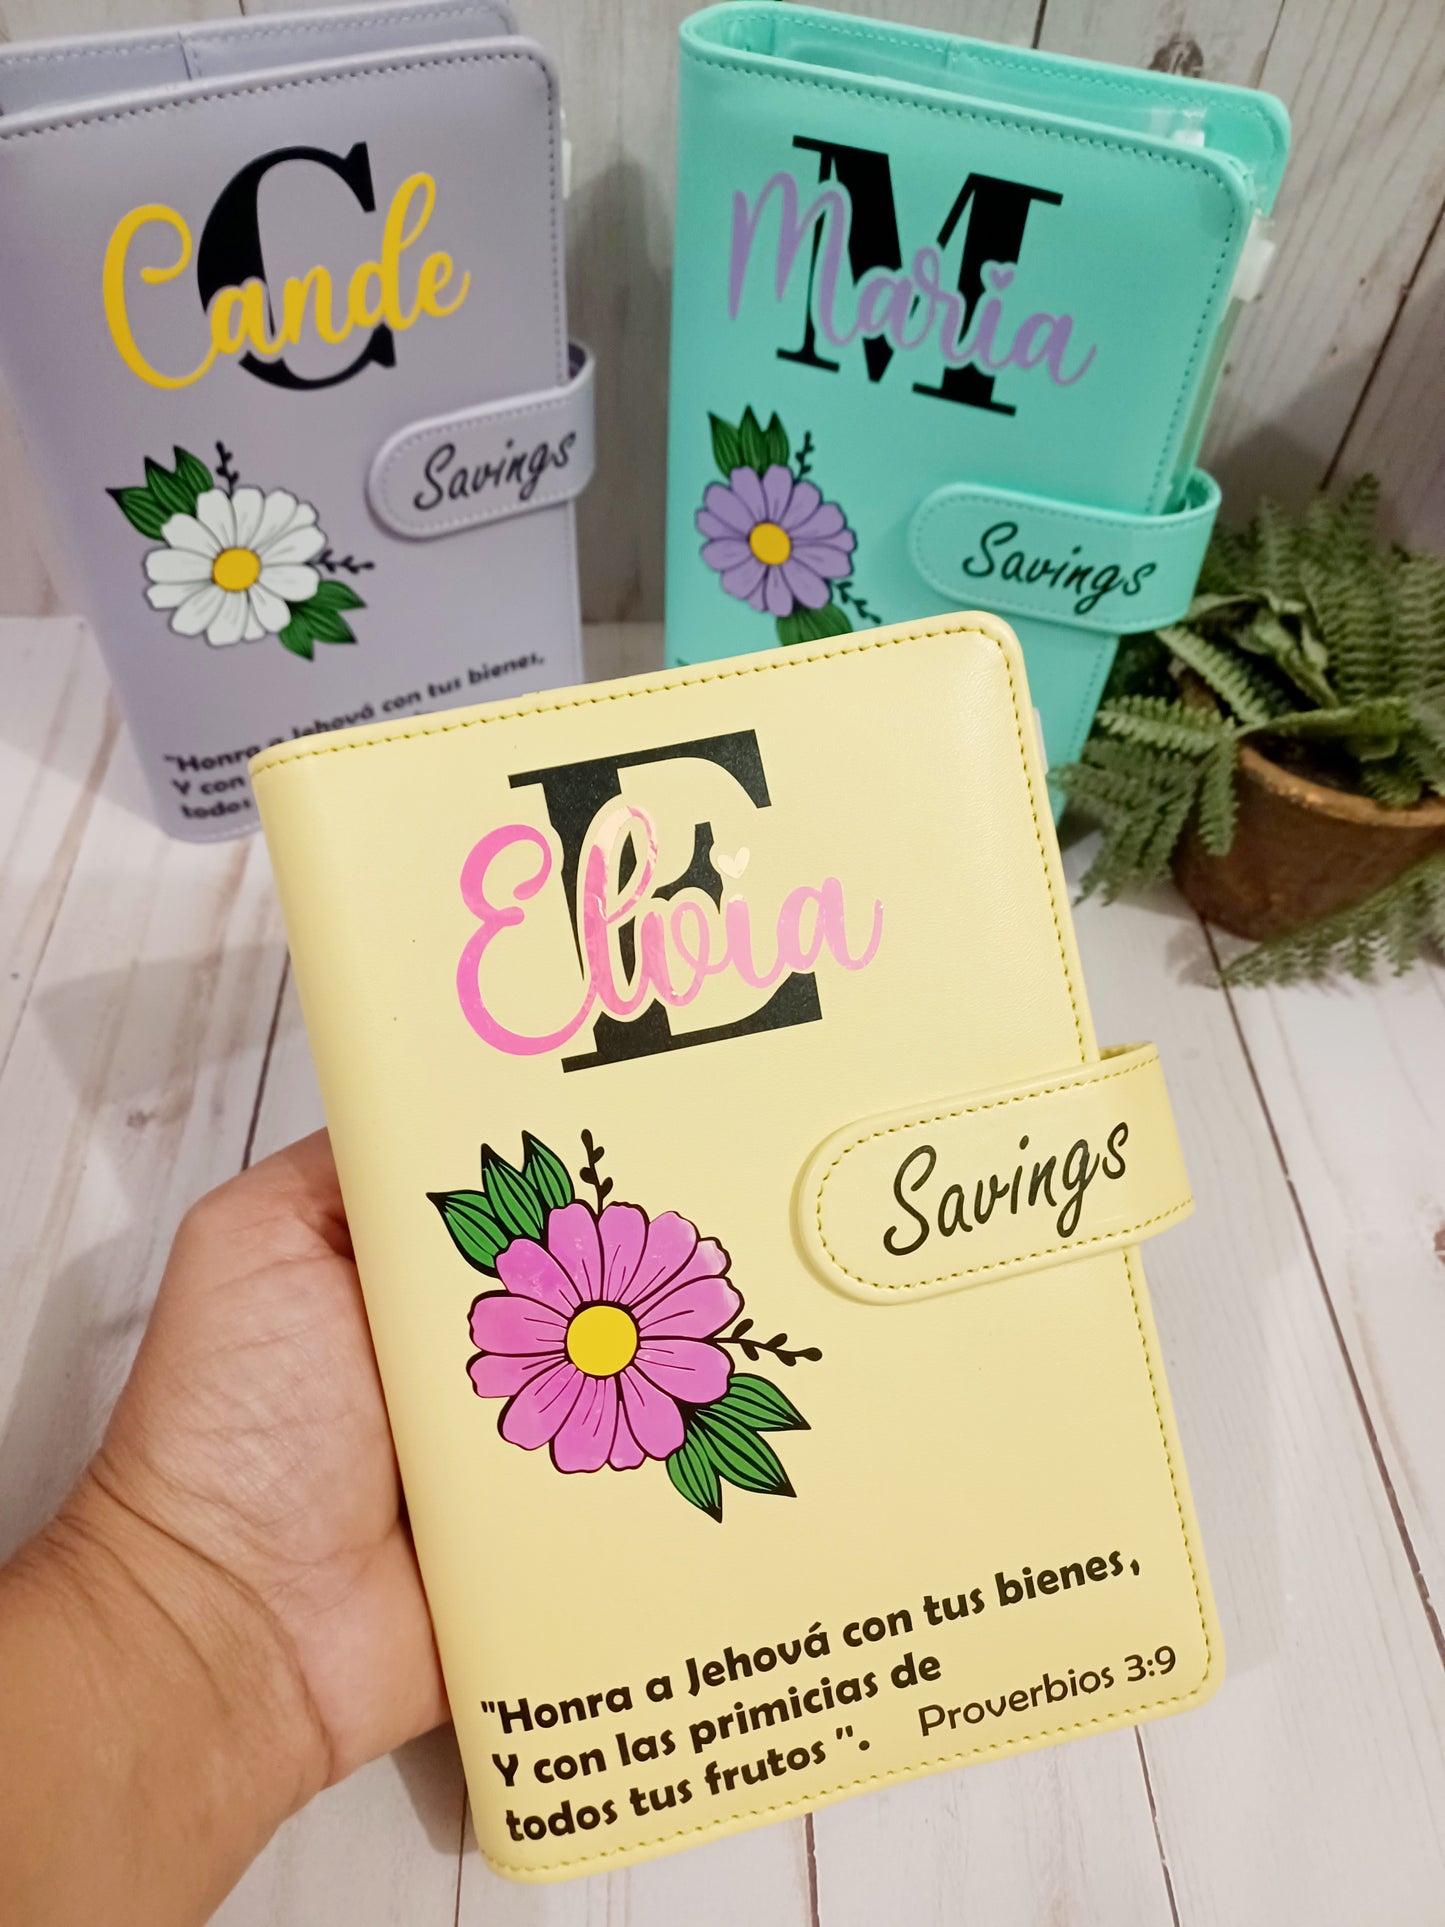 C
Cande
Savings
"Honra a Jehová con tus bienes,
Y con
todos
M
Maria
Savings
E
Elvia
Savings
"Honra a Jehová con tus bienes,
Y con las primicias de
todos tus frutos ". Proverbios 3:9